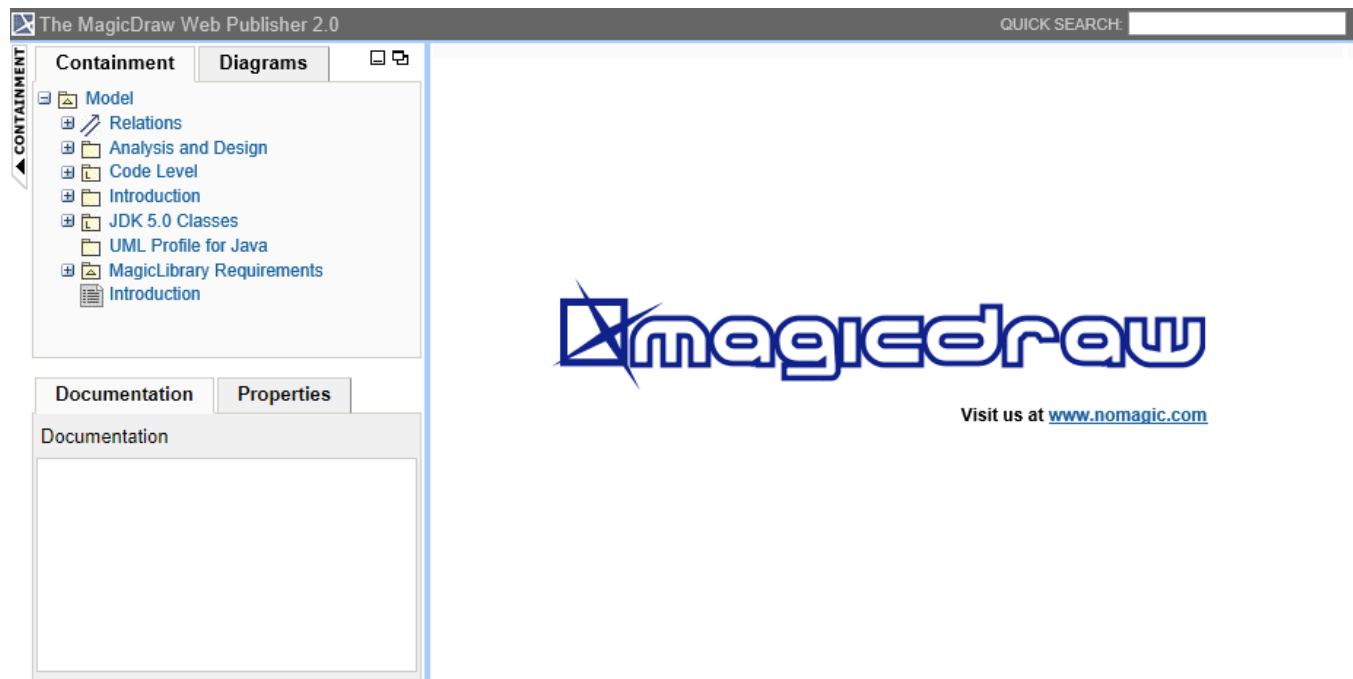 The MagicDraw Web Publisher 2.0
QUICK SEARCH:
CONTAINMENT
Containment
Diagrams
Model
Relations
Analysis and Design
Code Level
Introduction
JDK 5.0 Classes
UML Profile for Java
MagicLibrary Requirements
Introduction
Documentation
Properties
Documentation
magicdraw
Visit us at www.nomagic.com